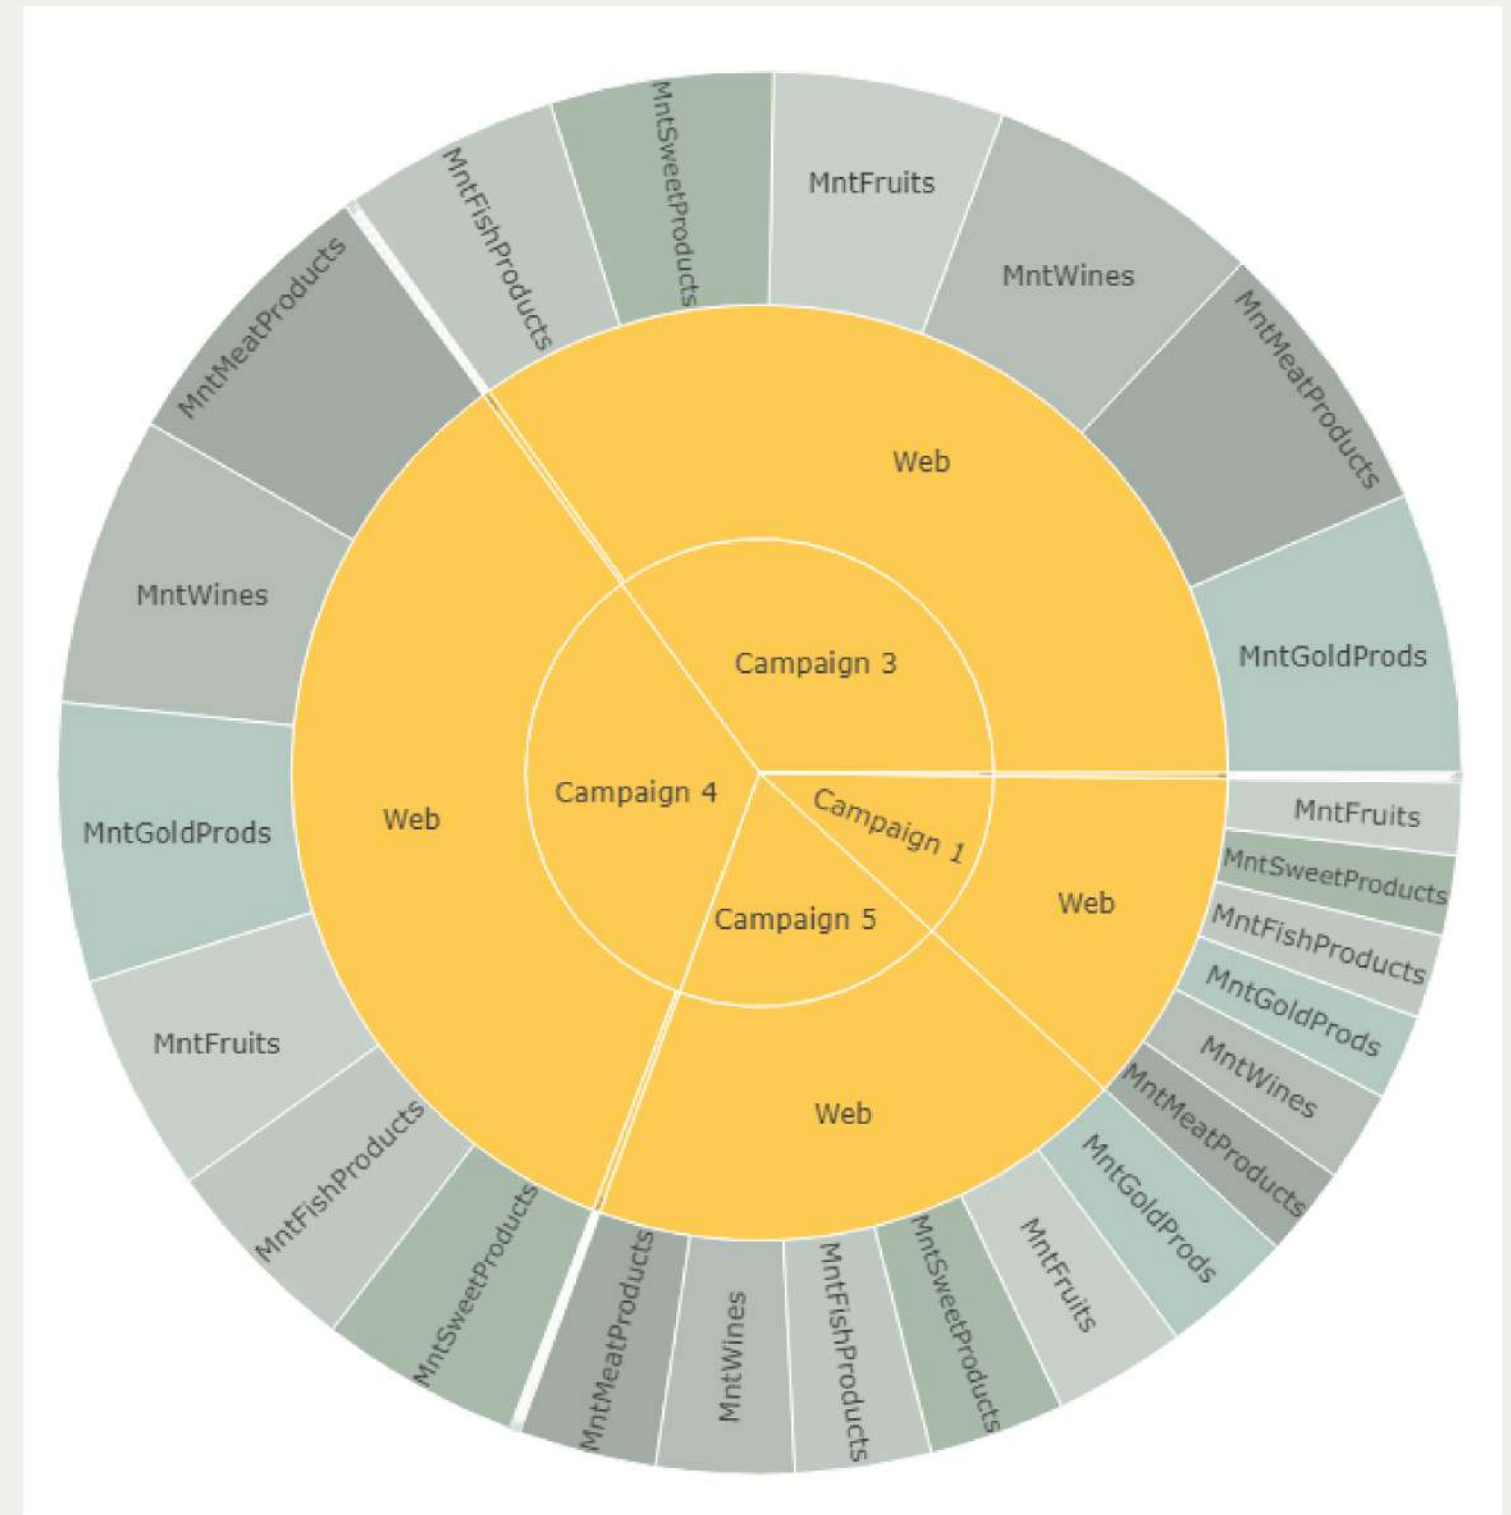 Campaign 3
Web
MntFishProducts
MntSweetProducts
MntFruits
MntWines
MntMeatProducts
MntGoldProds
Campaign 1
Web
MntFruits
MntSweetProducts
MntFishProducts
MntGoldProds
MntWines
MntMeatProducts
Campaign 5
Web
MntGoldProds
MntFruits
MntSweetProducts
MntFishProducts
MntWines
MntMeatProducts
Campaign 4
Web
MntSweetProducts
MntFishProducts
MntFruits
MntGoldProds
MntWines
MntMeatProducts